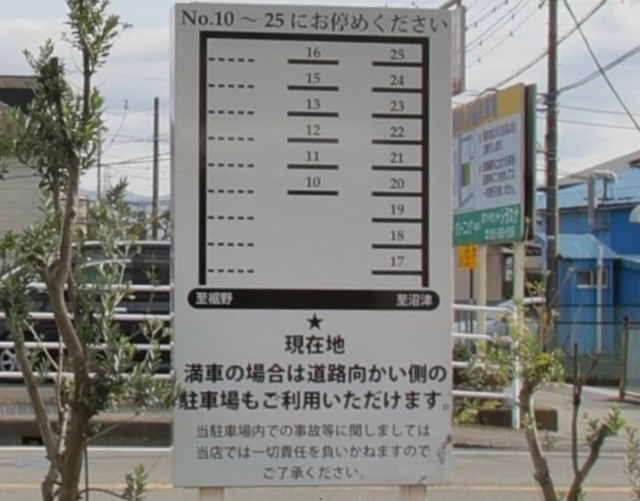 No.10 〜 25にお停めください
16 25
15 24
13 23
12 22
11 21
10 20
19
18
17
至裾野 至沼津
★
現在地
満車の場合は道路向かい側の
駐車場もご利用いただけます。
当駐車場内での事故等に関しましては
当店では一切責任を負いかねますので
ご了承ください。